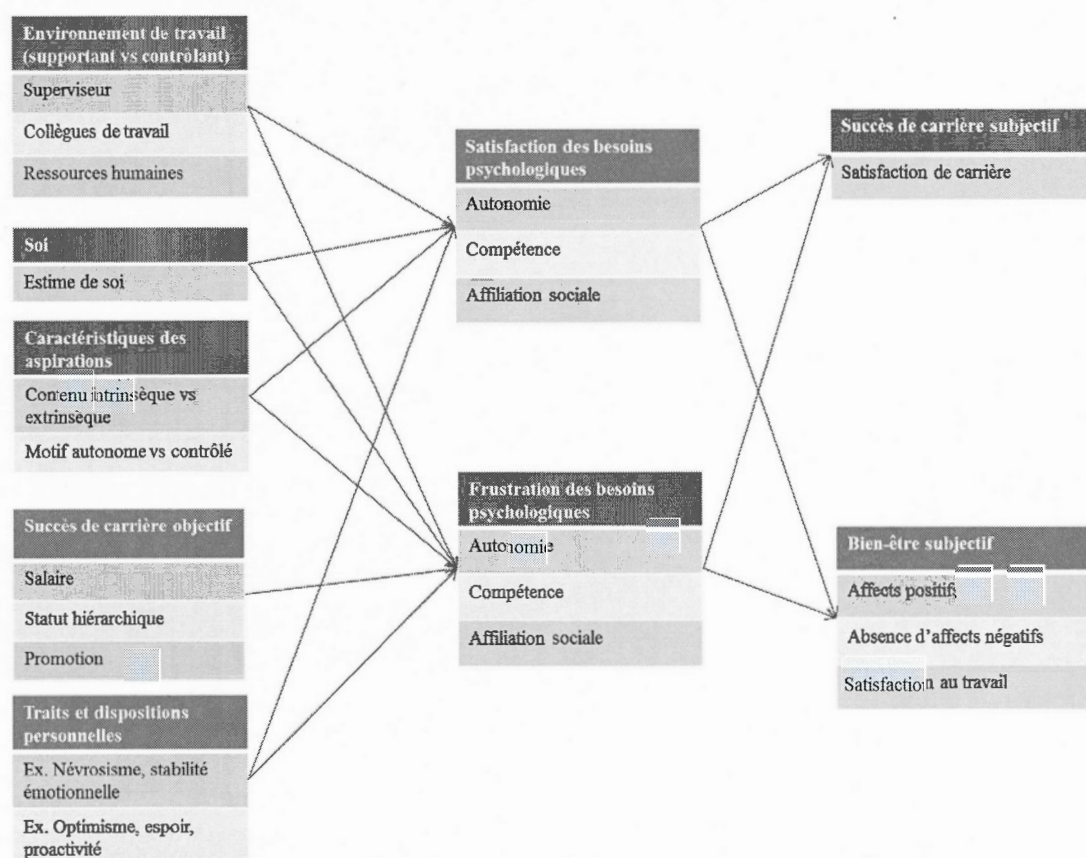 Environnement de travail
(supportant vs contrôlant)
Superviseur
Collègues de travail
Ressources humaines
Soi
Estime de soi
Caractéristiques des
aspirations
Contenu intrinsèque vs
extrinsèque
Motif autonome vs contrôlé
Succès de carrière objectif
Salaire
Statut hiérarchique
Promotion
Traits et dispositions
personnelles
Ex. Névrosisme, stabilité
émotionnelle
Ex. Optimisme, espoir,
proactivité
Satisfaction des besoins
psychologiques
Autonomie
Compétence
Affiliation sociale
Frustration des besoins
psychologiques
Autonomie
Compétence
Affiliation sociale
Succès de carrière subjectif
Satisfaction de carrière
Bien-être subjectif
Affects positifs
Absence d'affects négatifs
Satisfaction au travail